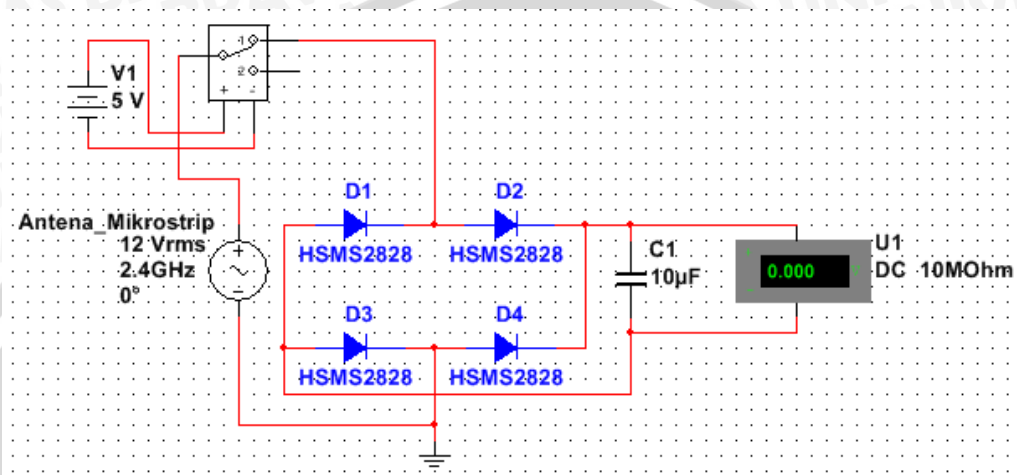 1
V1
2
5 V
+ -
D1
D2
Antena_Mikrostrip
12 Vrms
2.4GHz
0°
HSMS2828
HSMS2828
C1
10µF
U1
0.000
DC 10MOhm
D3
D4
HSMS2828
HSMS2828